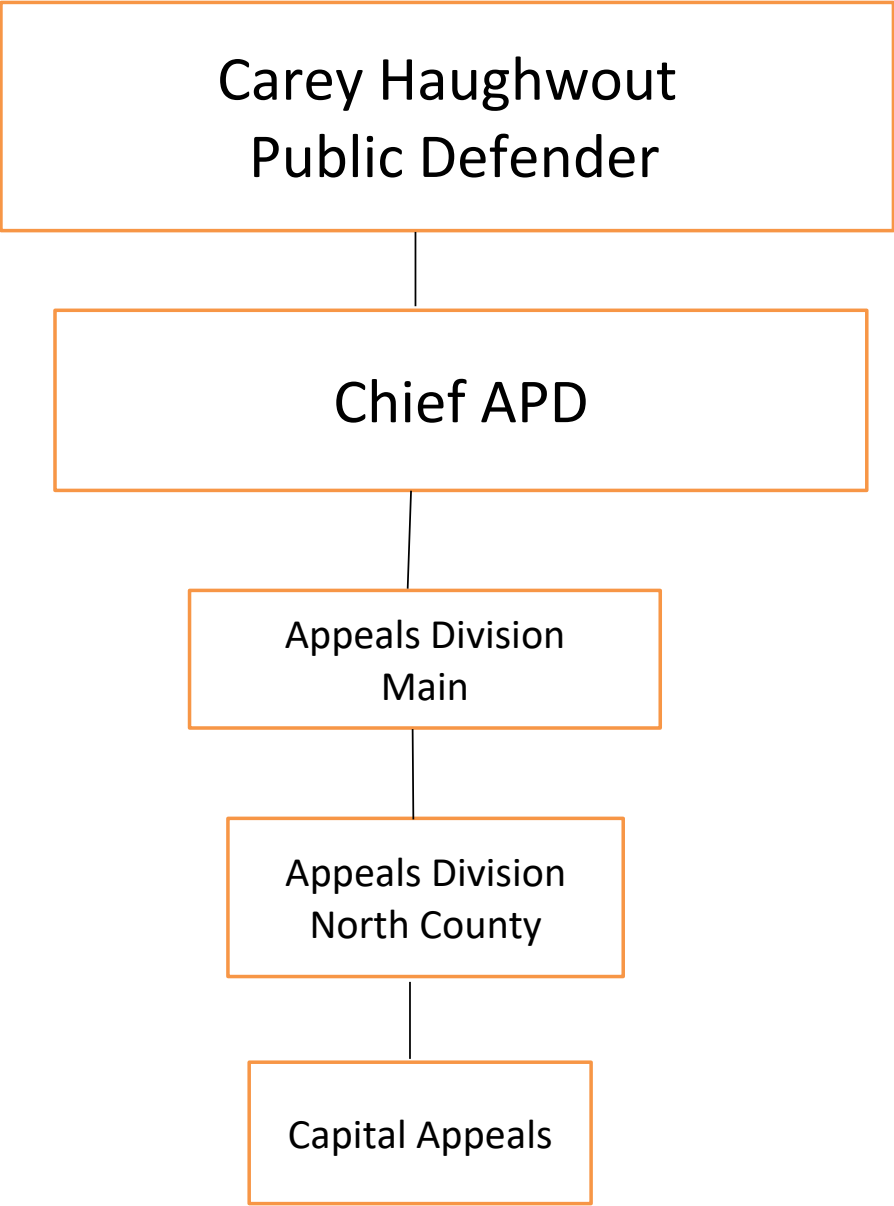 Carey Haughwout
Public Defender
Chief APD
Appeals Division
Main
Appeals Division
North County
Capital Appeals